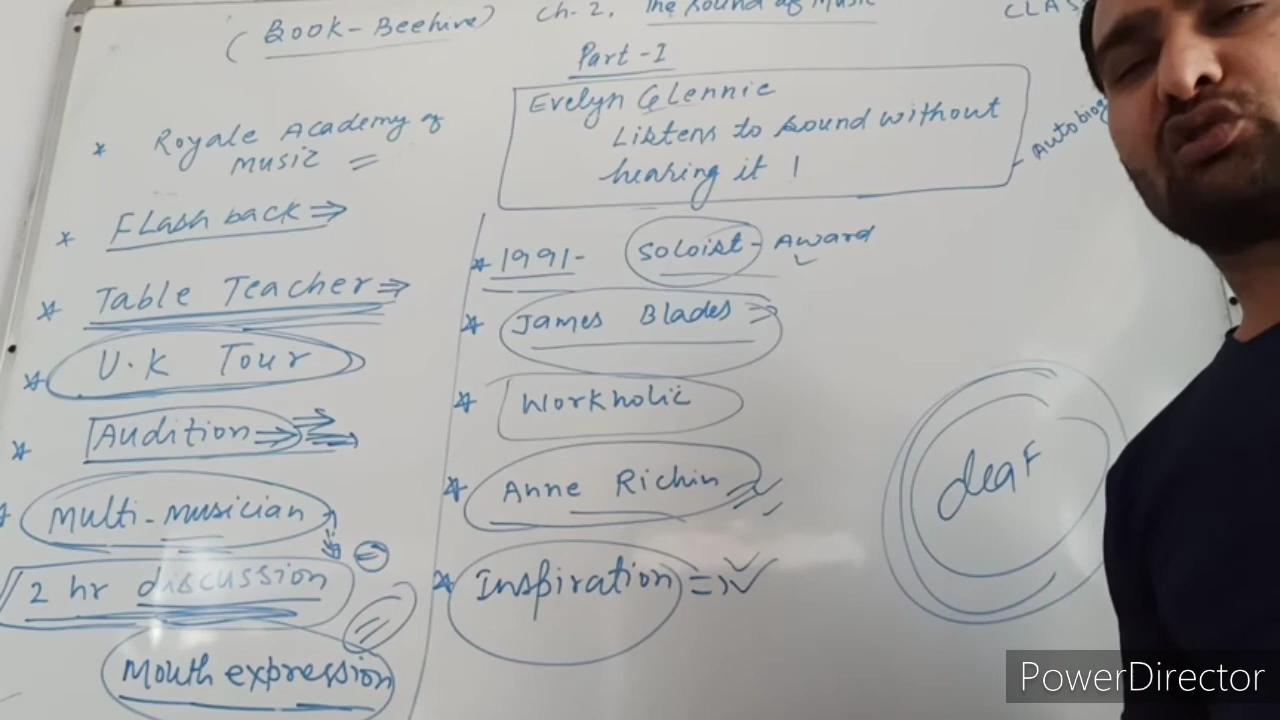 (Book-Beehive) Ch-2. The Sound of Music
CLAS
Part-I
Evelyn Glennie
Listens to sound without
hearing it !
- Autobiog
* Royale Academy of
music =
* Flash back ⇒
* Table Teacher ⇒
* U.K Tour
* Audition ⇒
* Multi-musician
2 hr discussion
Mouth expression
* 1991- Soloist - Award
* James Blades ⇒
* Workholic
* Anne Richin
* Inspiration ⇒
deaf
PowerDirector